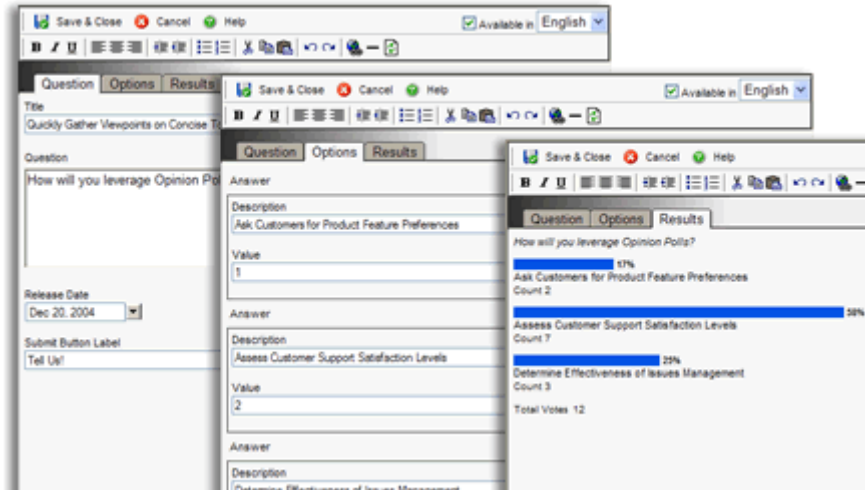 Save & Close Cancel Help Available in English
B I U
Question Options Results
Title
Quickly Gather Viewpoints on Concise
Question
How will you leverage Opinion
Release Date
Dec 20, 2004
Submit Button Label
Tell Us!
Save & Close Cancel Help Available in English
B I U
Question Options Results
Answer
Description
Ask Customers for Product Feature Preferences
Value
1
Answer
Description
Assess Customer Support Satisfaction Levels
Value
2
Answer
Description
Determine Effectiveness of Issues Management
Save & Close Cancel Help
B I U
Question Options Results
How will you leverage Opinion Polls?
17%
Ask Customers for Product Feature Preferences
Count 2
58%
Assess Customer Support Satisfaction Levels
Count 7
25%
Determine Effectiveness of Issues Management
Count 3
Total Votes 12